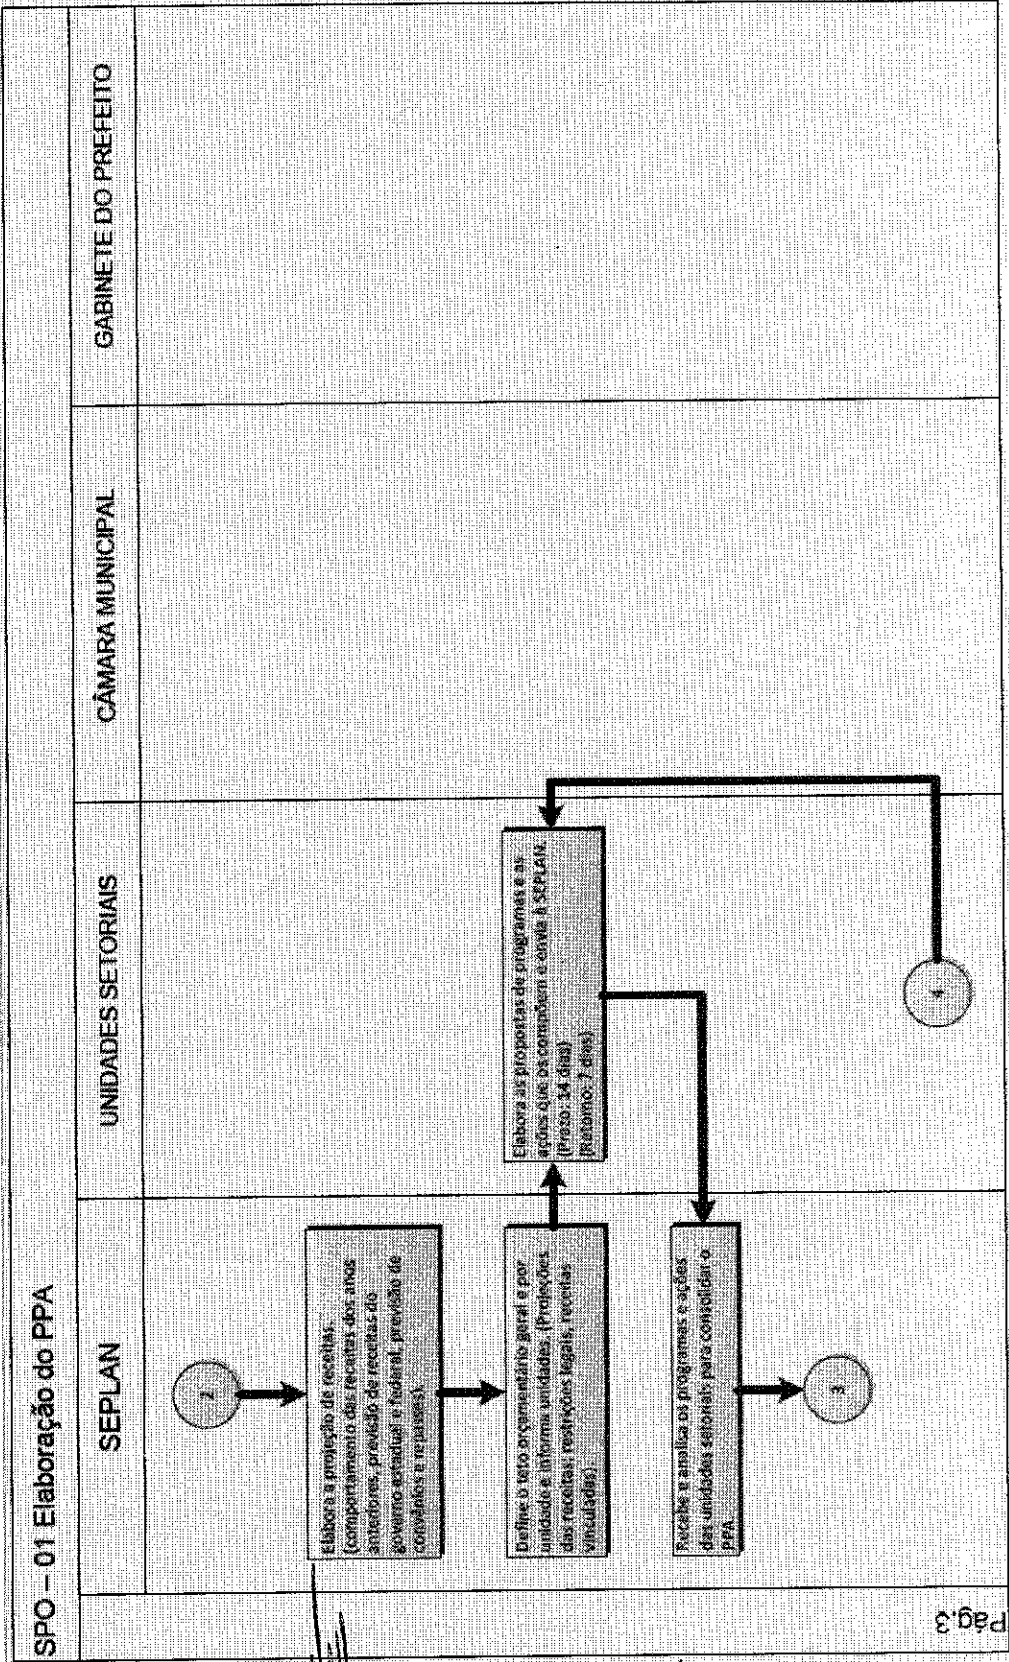 SPO – 01 Elaboração do PPA
SEPLAN
UNIDADES SETORIAIS
CÂMARA MUNICIPAL
GABINETE DO PREFEITO
2
Elabora a projeção de receitas.
(comportamento das receitas dos anos
anteriores, previsão de receitas do
governo estadual e federal, previsão de
convênios e repasses).
Define o teto orçamentário geral e por
unidade e informa unidades. (Projeções
das receitas, restrições legais, receitas
vinculadas).
Elabora as propostas de programas e as
ações que os compõem e envia à SEPLAN.
(Prazo: 14 dias)
(Retorno: 7 dias)
Recebe e analisa os programas e ações
das unidades setoriais para consolidar o
PPA
3
4
Pág.3